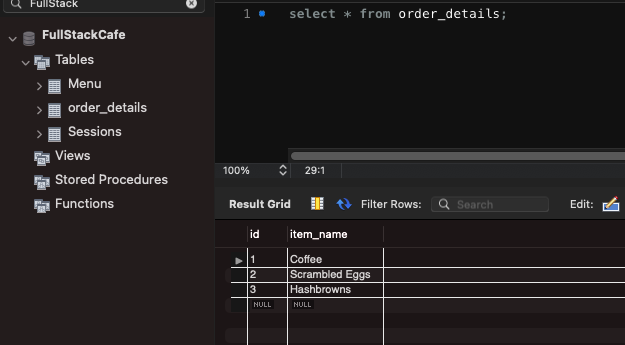 FullStack
FullStackCafe
Tables
Menu
order_details
Sessions
Views
Stored Procedures
Functions
1 select * from order_details;
100% 29:1
Result Grid Filter Rows: Search Edit:
id item_name
1 Coffee
2 Scrambled Eggs
3 Hashbrowns
NULL NULL